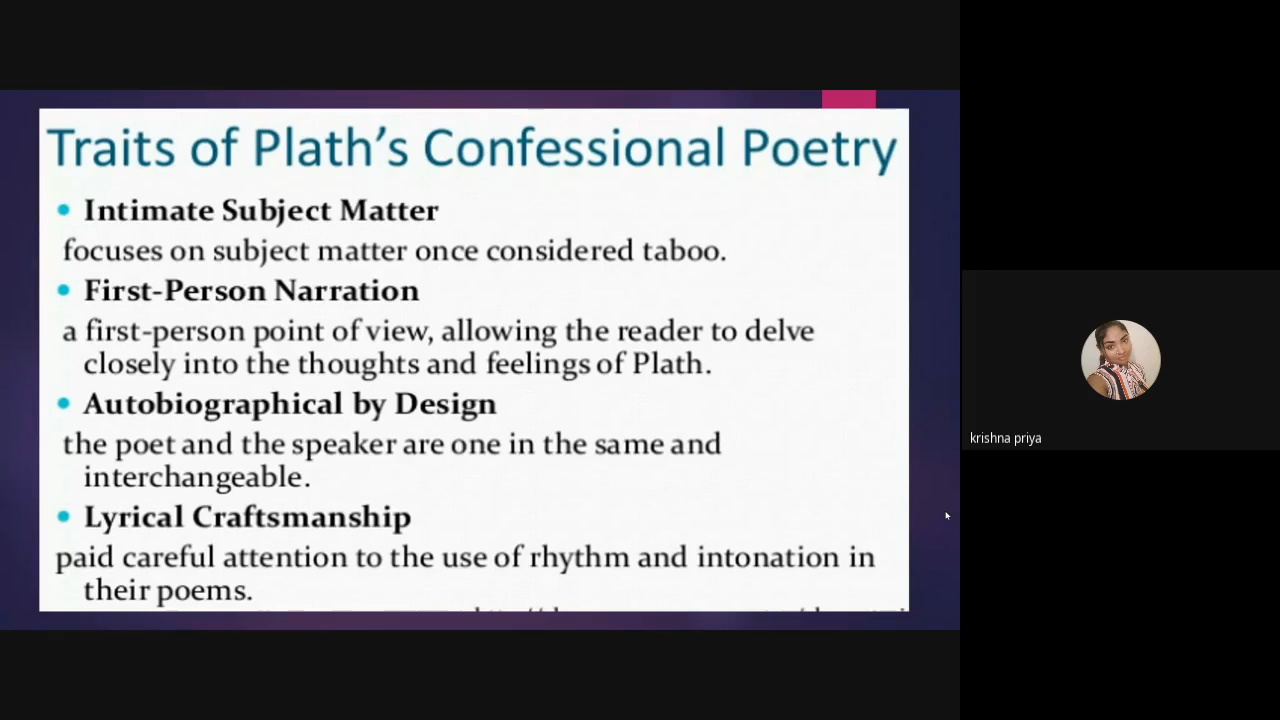 Traits of Plath's Confessional Poetry
• Intimate Subject Matter
focuses on subject matter once considered taboo.
• First-Person Narration
a first-person point of view, allowing the reader to delve
closely into the thoughts and feelings of Plath.
• Autobiographical by Design
the poet and the speaker are one in the same and
interchangeable.
• Lyrical Craftsmanship
paid careful attention to the use of rhythm and intonation in
their poems.
krishna priya